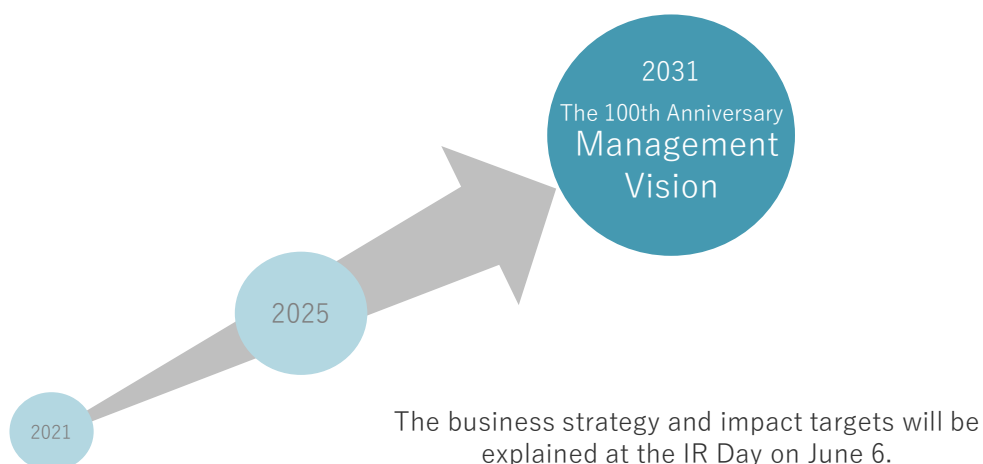 2031
The 100th Anniversary
Management
Vision
2025
2021
The business strategy and impact targets will be
explained at the IR Day on June 6.